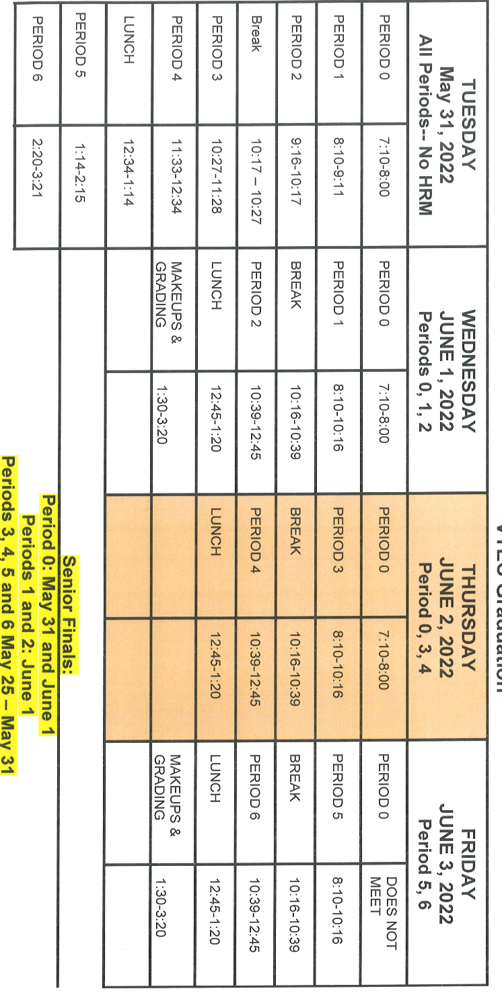 Graduation
TUESDAY
May 31, 2022
All Periods-- No HRM
WEDNESDAY
JUNE 1, 2022
Periods 0, 1, 2
THURSDAY
JUNE 2, 2022
Period 0, 3, 4
FRIDAY
JUNE 3, 2022
Period 5, 6
PERIOD 0 7:10-8:00 PERIOD 0 7:10-8:00 PERIOD 0 7:10-8:00 PERIOD 0 DOES NOT
MEET
PERIOD 1 8:10-9:11 PERIOD 1 8:10-10:16 PERIOD 3 8:10-10:16 PERIOD 5 8:10-10:16
PERIOD 2 9:16-10:17 BREAK 10:16-10:39 BREAK 10:16-10:39 BREAK 10:16-10:39
Break 10:17 – 10:27 PERIOD 2 10:39-12:45 PERIOD 4 10:39-12:45 PERIOD 6 10:39-12:45
PERIOD 3 10:27-11:28 LUNCH 12:45-1:20 LUNCH 12:45-1:20 LUNCH 12:45-1:20
PERIOD 4 11:33-12:34 MAKEUPS & 1:30-3:20 MAKEUPS & 1:30-3:20
GRADING GRADING
LUNCH 12:34-1:14
PERIOD 5 1:14-2:15
PERIOD 6 2:20-3:21
Senior Finals:
Period 0: May 31 and June 1
Periods 1 and 2: June 1
Periods 3, 4, 5 and 6 May 25 – May 31